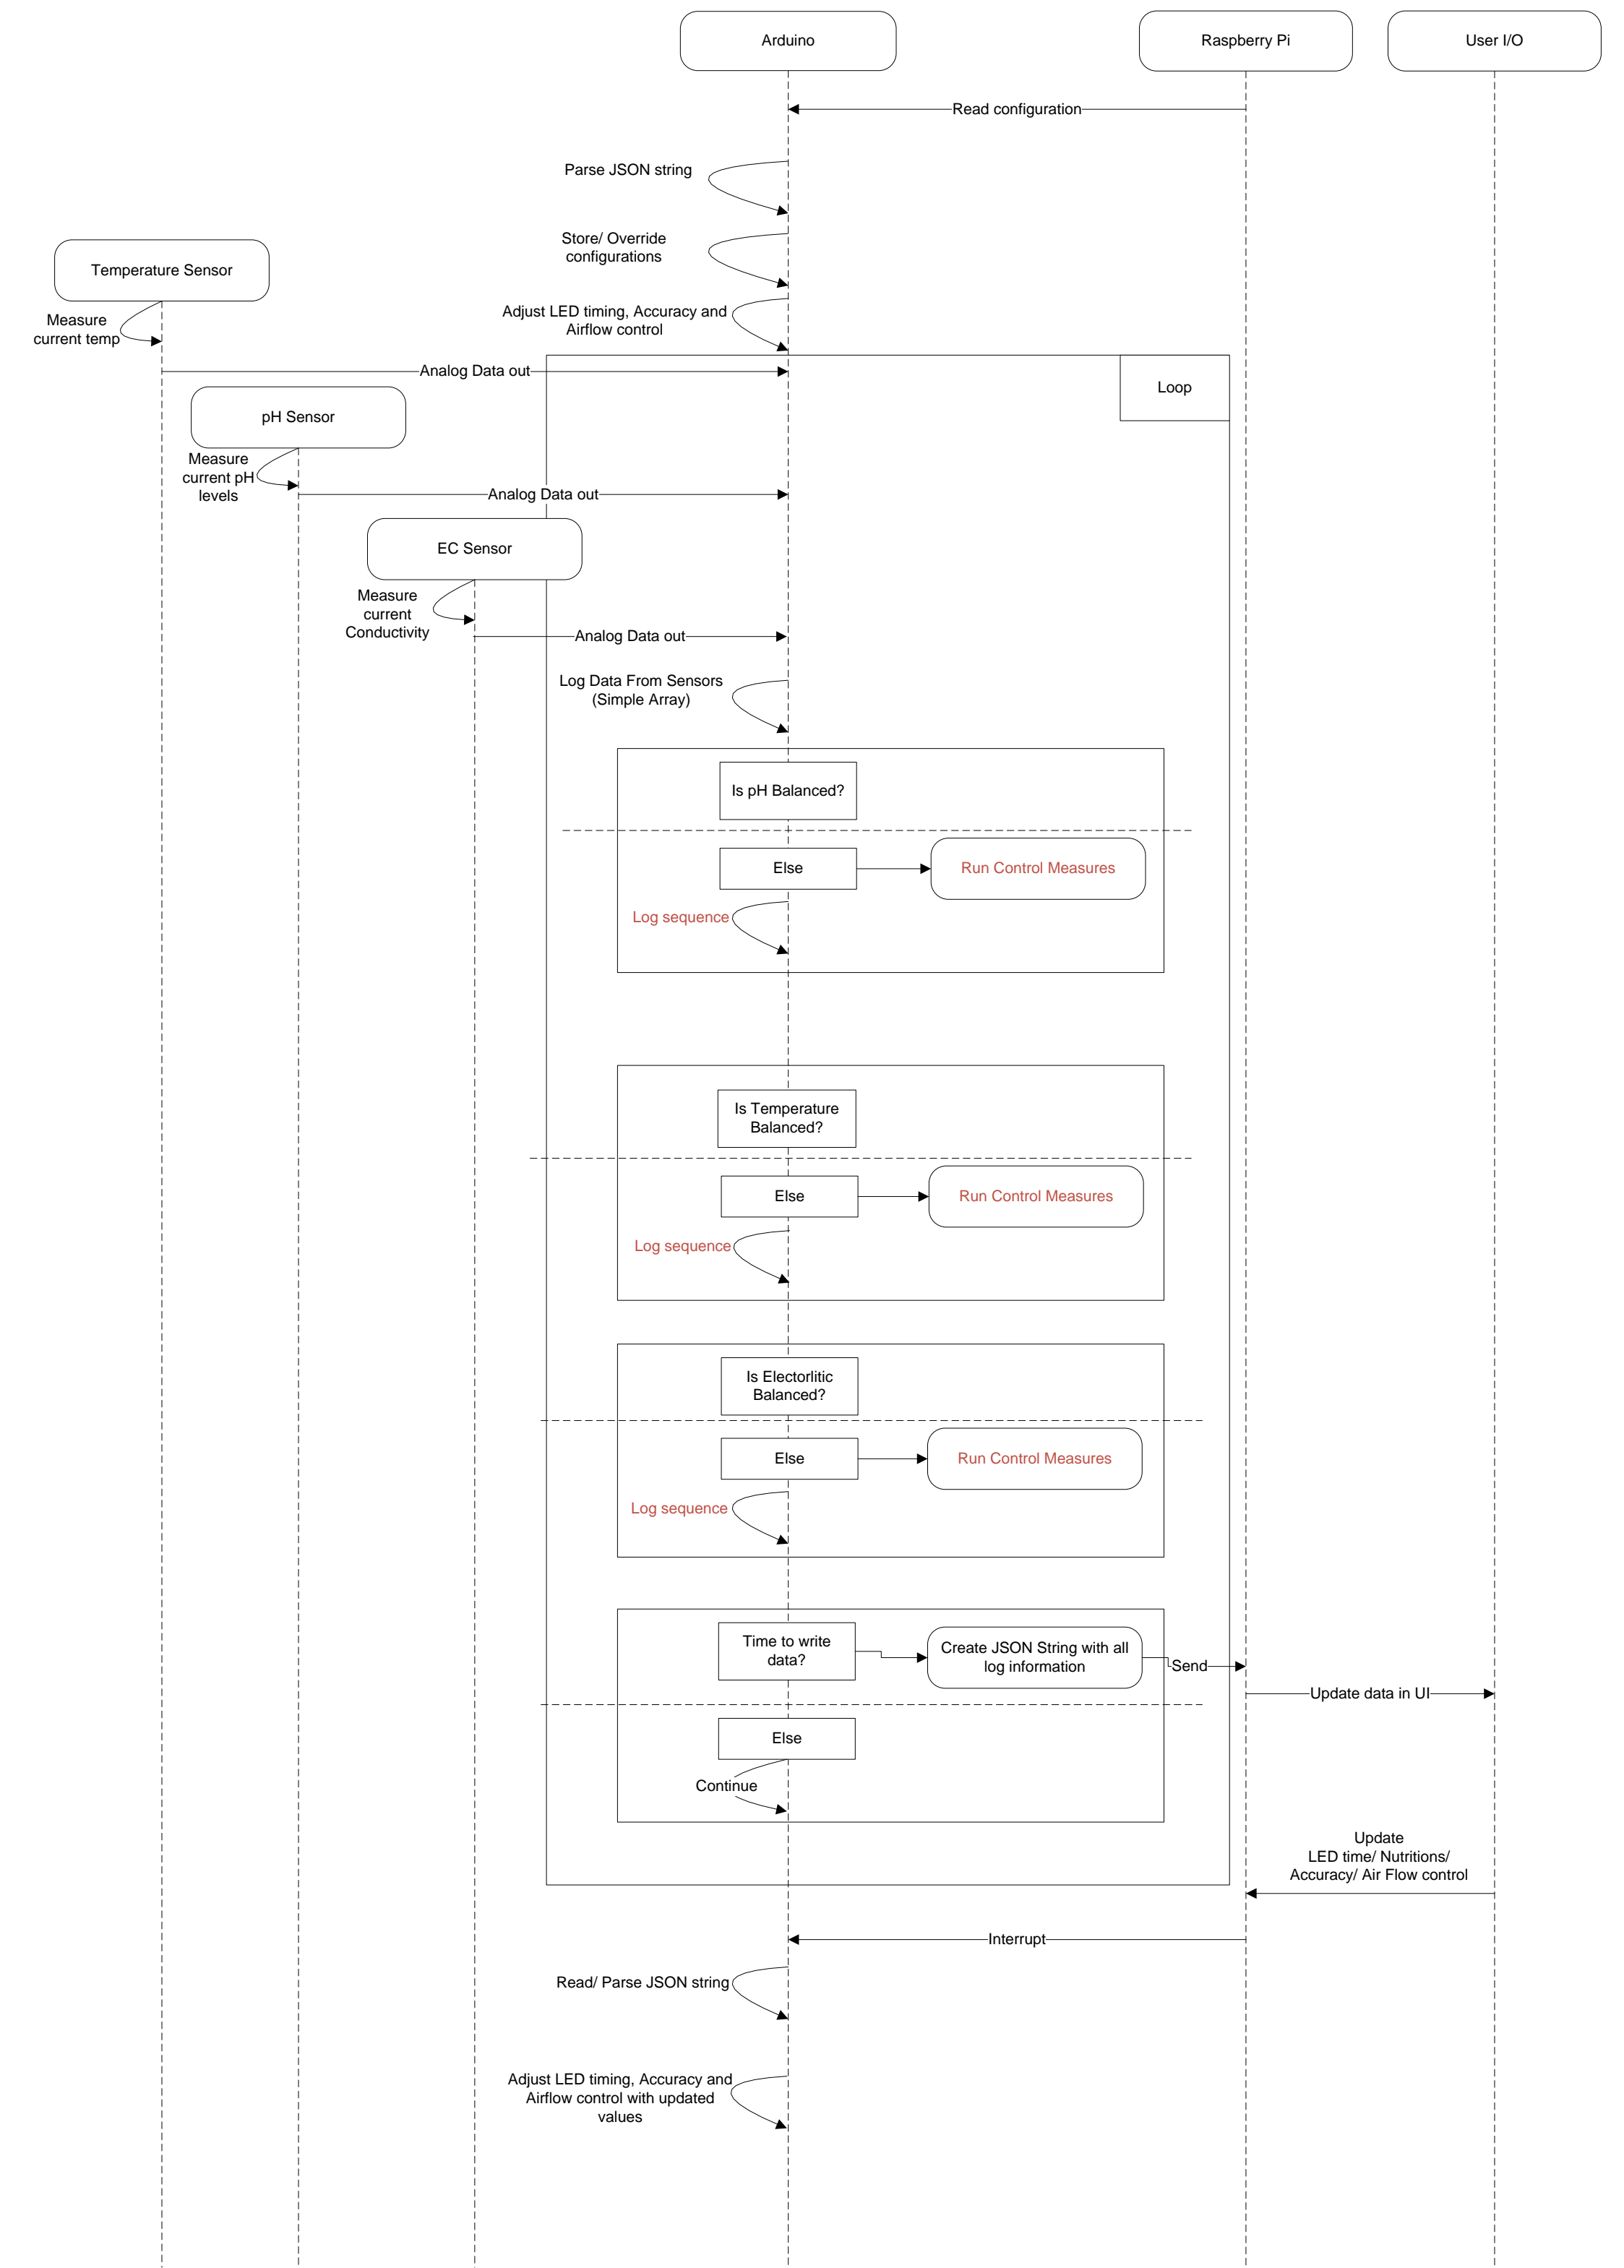 Arduino
Raspberry Pi
User I/O
Read configuration
Parse JSON string
Store/ Override
configurations
Temperature Sensor
Measure
current temp
Adjust LED timing, Accuracy and
Airflow control
Analog Data out
Loop
pH Sensor
Measure
current pH
levels
Analog Data out
EC Sensor
Measure
current
Conductivity
Analog Data out
Log Data From Sensors
(Simple Array)
Is pH Balanced?
Else
Run Control Measures
Log sequence
Is Temperature
Balanced?
Else
Run Control Measures
Log sequence
Is Electorlitic
Balanced?
Else
Run Control Measures
Log sequence
Time to write
data?
Create JSON String with all
log information
Send
Update data in UI
Else
Continue
Update
LED time/ Nutritions/
Accuracy/ Air Flow control
Interrupt
Read/ Parse JSON string
Adjust LED timing, Accuracy and
Airflow control with updated
values